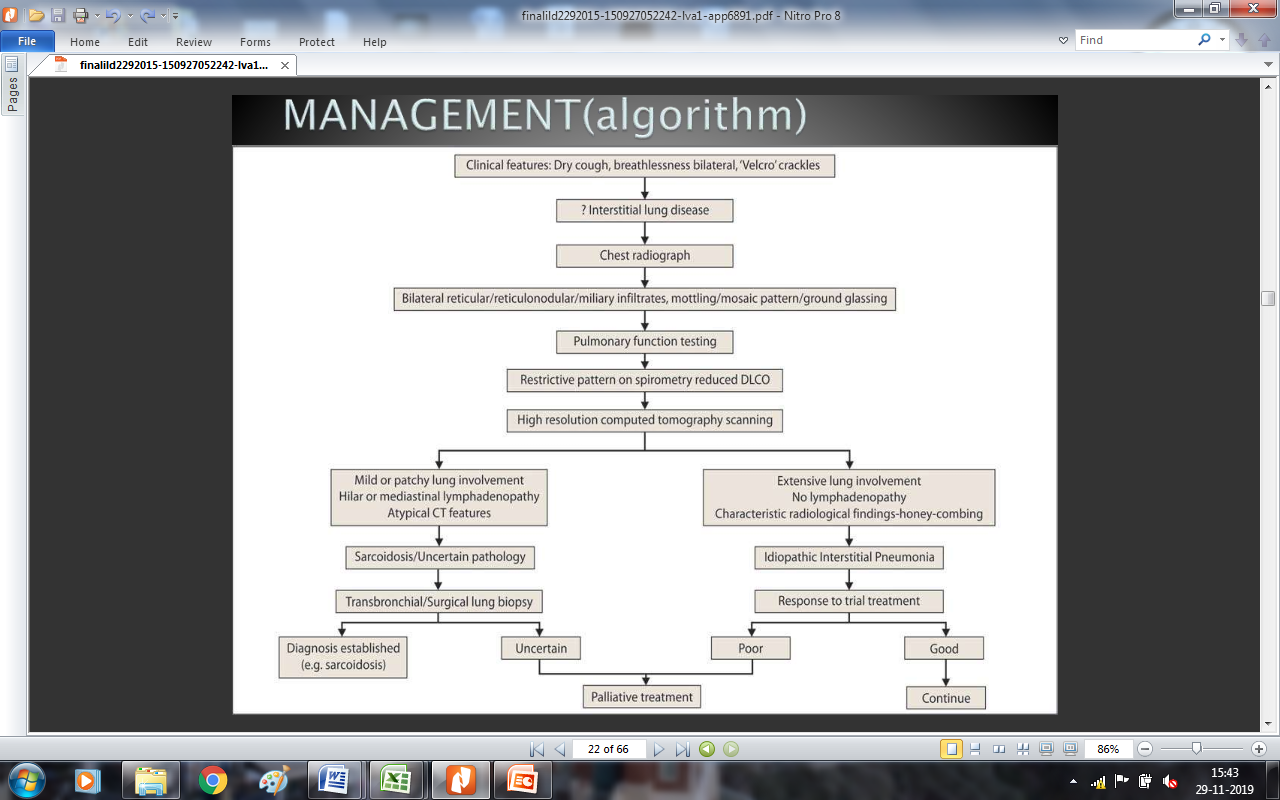 finalild2292015-150927052242-lva1-app6891.pdf - Nitro Pro 8
File Home Edit Review Forms Protect Help
Find
finalild2292015-150927052242-lva1...
Pages
MANAGEMENT(algorithm)
Clinical features: Dry cough, breathlessness bilateral, ‘Velcro’ crackles
? Interstitial lung disease
Chest radiograph
Bilateral reticular/reticulonodular/miliary infiltrates, mottling/mosaic pattern/ground glassing
Pulmonary function testing
Restrictive pattern on spirometry reduced DLCO
High resolution computed tomography scanning
Mild or patchy lung involvement
Hilar or mediastinal lymphadenopathy
Atypical CT features
Extensive lung involvement
No lymphadenopathy
Characteristic radiological findings-honey-combing
Sarcoidosis/Uncertain pathology
Idiopathic Interstitial Pneumonia
Transbronchial/Surgical lung biopsy
Response to trial treatment
Diagnosis established
(e.g. sarcoidosis)
Uncertain
Poor
Good
Palliative treatment
Continue
22 of 66
86%
15:43
29-11-2019